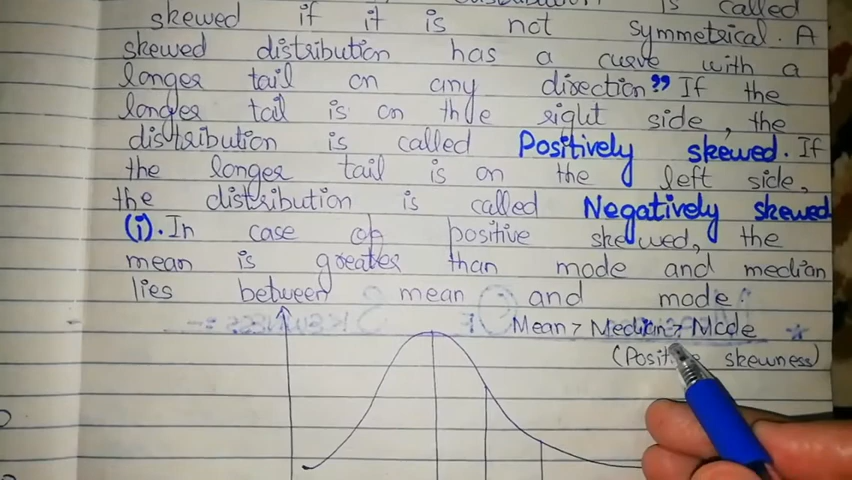 is called
skewed if it is not symmetrical. A
skewed distribution has a curve with a
longer tail on any direction” If the
longer tail is on the right side, the
distribution is called Positively skewed. If
the longer tail is on the left side,
the distribution is called Negatively skewed
(i). In case of positive skewed, the
mean is greater than mode and median
lies between mean and mode.
Mean > Median > Mode
(Positive skewness)